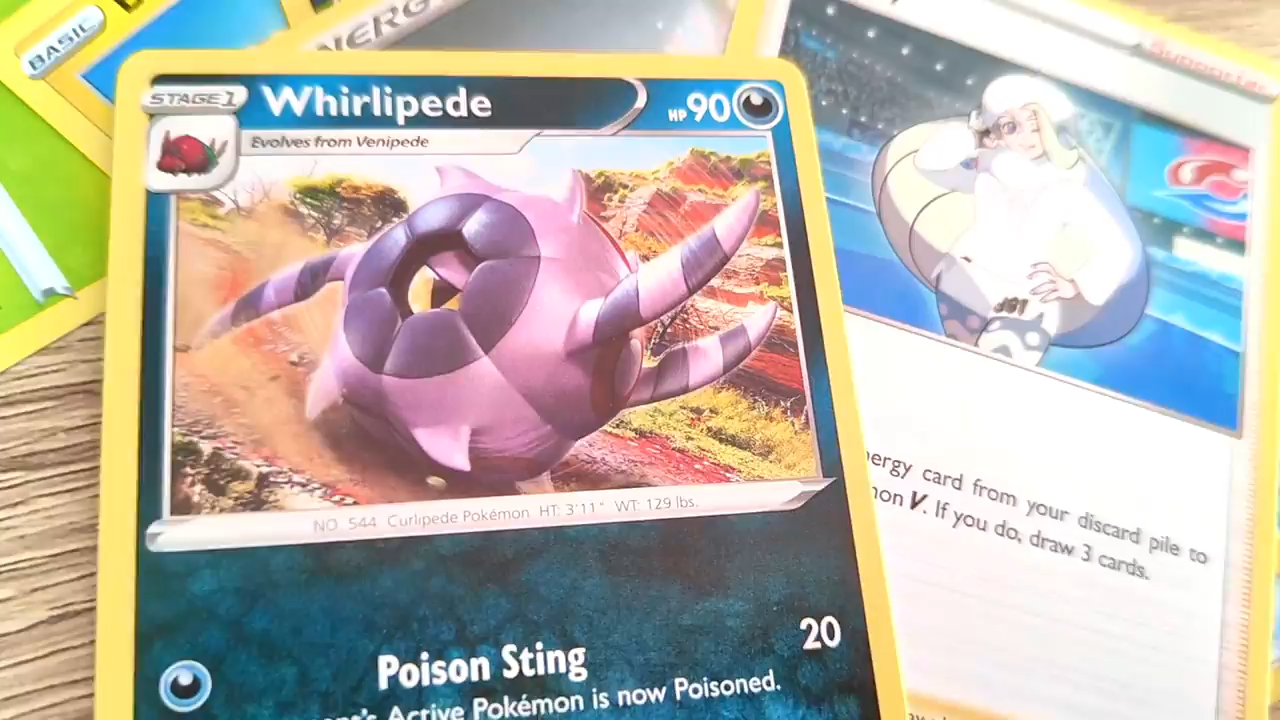 BASIC
NERG
STAGE 1
Whirlipede
HP 90
Evolves from Venipede
NO. 544 Curlipede Pokémon HT: 3'11" WT: 129 lbs.
Poison Sting
20
Active Pokémon is now Poisoned.
Supporter
energy card from your discard pile to
V. If you do, draw 3 cards.